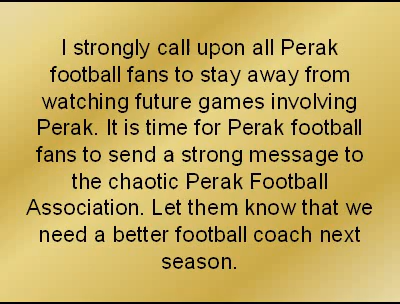 I strongly call upon all Perak
football fans to stay away from
watching future games involving
Perak. It is time for Perak football
fans to send a strong message to
the chaotic Perak Football
Association. Let them know that we
need a better football coach next
season.